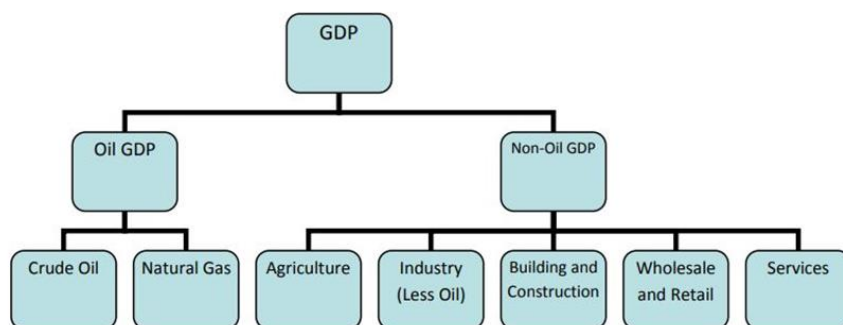 GDP
Oil GDP
Non-Oil GDP
Crude Oil
Natural Gas
Agriculture
Industry
(Less Oil)
Building and
Construction
Wholesale
and Retail
Services